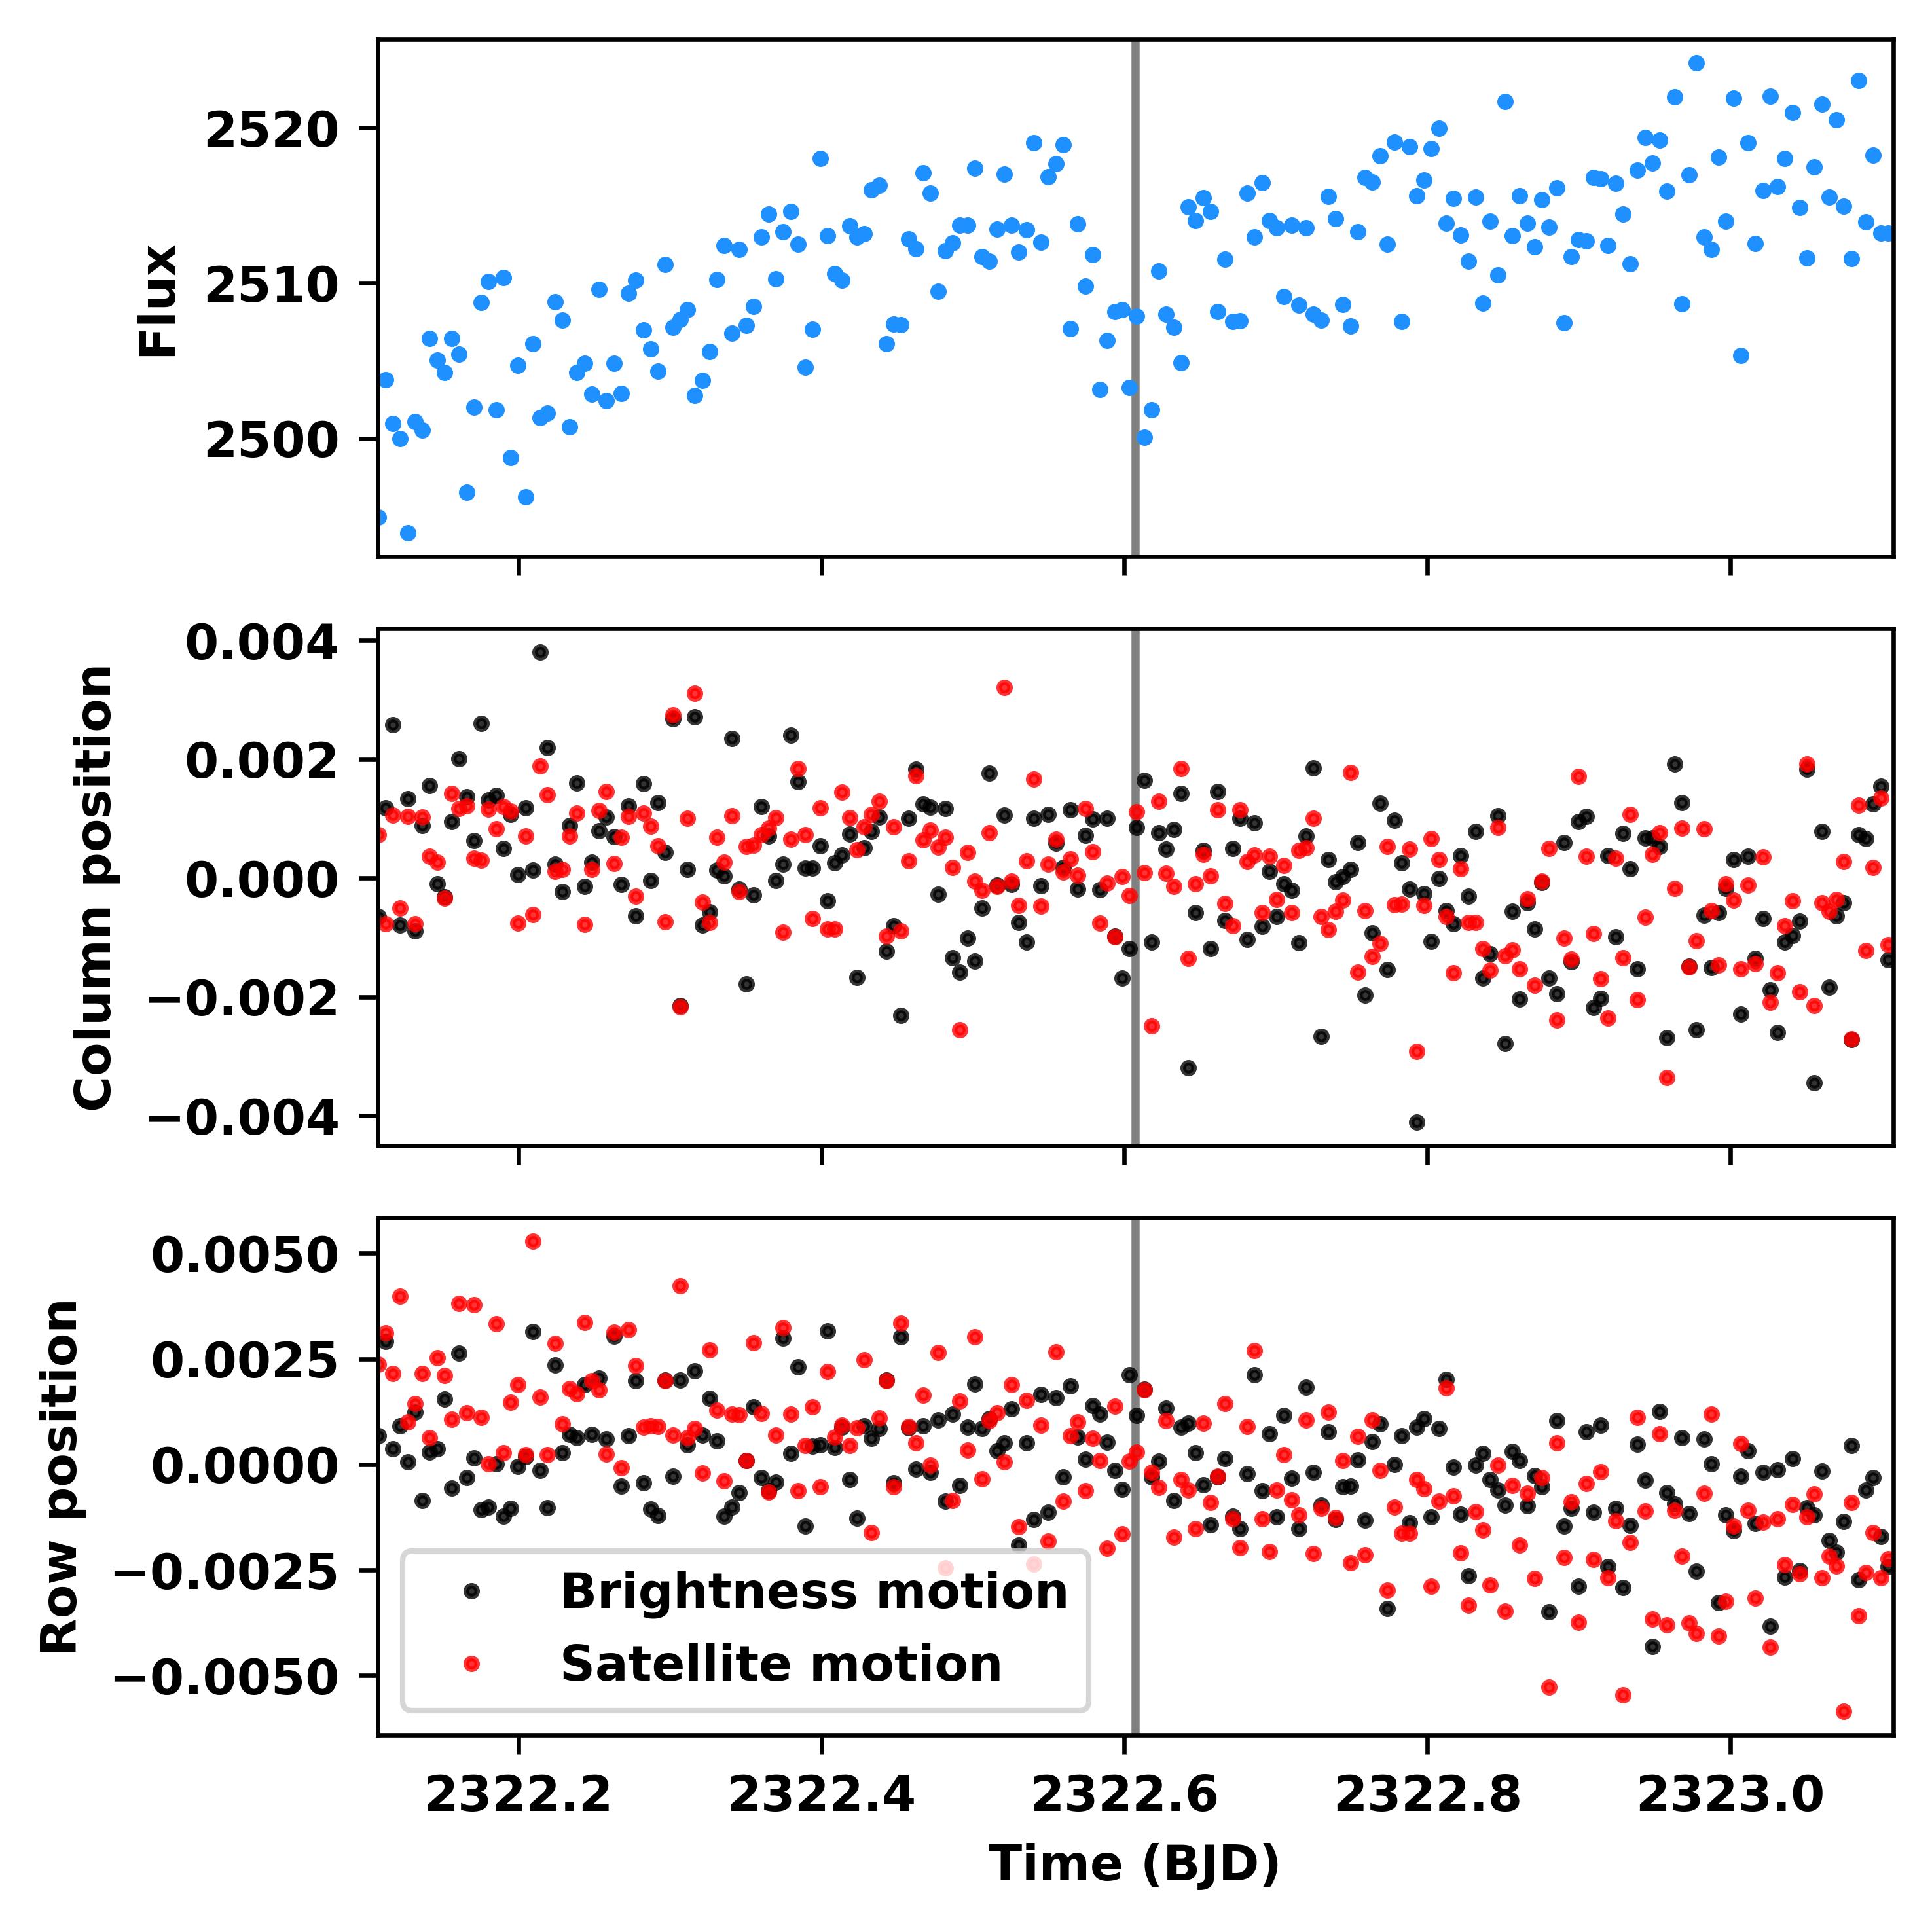 Flux
2520
2510
2500
Column position
0.004
0.002
0.000
−0.002
−0.004
Row position
0.0050
0.0025
0.0000
−0.0025
−0.0050
Brightness motion
Satellite motion
2322.2 2322.4 2322.6 2322.8 2323.0
Time (BJD)